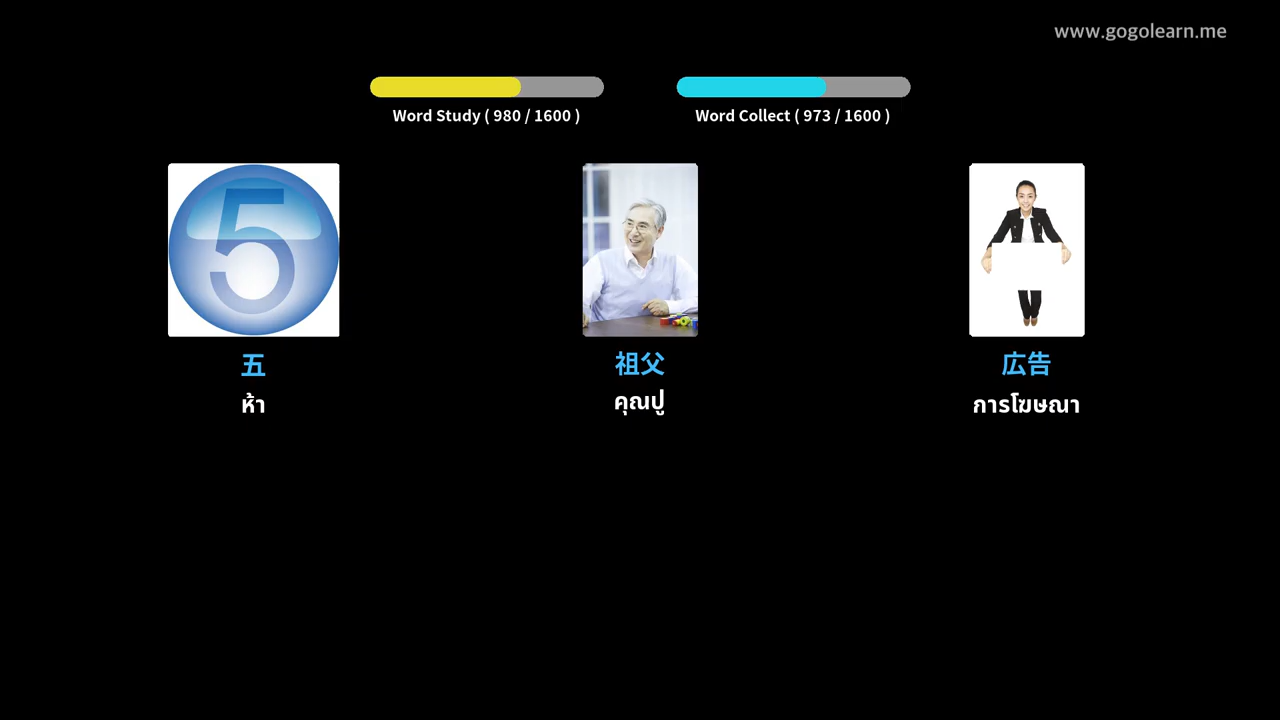 www.gogolearn.me
Word Study ( 980 / 1600 )
Word Collect ( 973 / 1600 )
5
五
祖父
広告
ห้า
คุณปู่
การโฆษณา